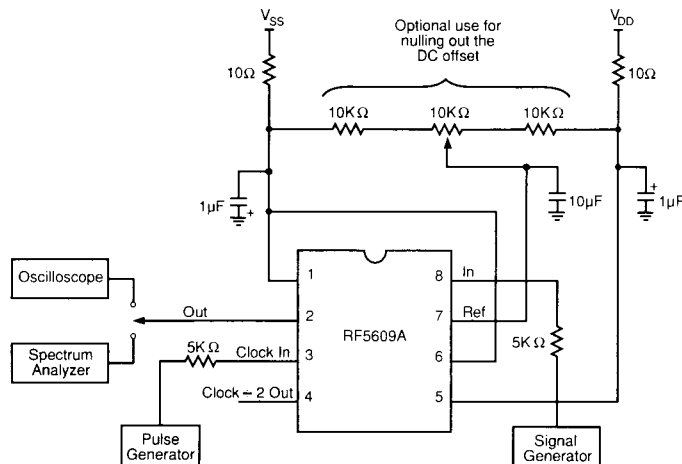 VSS
VDD
Optional use for
nulling out the
DC offset
10Ω
10Ω
10KΩ
10KΩ
10KΩ
1µF
+
10µF
+
1µF
Oscilloscope
Out
Spectrum
Analyzer
5KΩ
Clock In
Clock ÷ 2 Out
Pulse
Generator
1
2
3
4
RF5609A
8
7
6
5
In
Ref
5KΩ
Signal
Generator